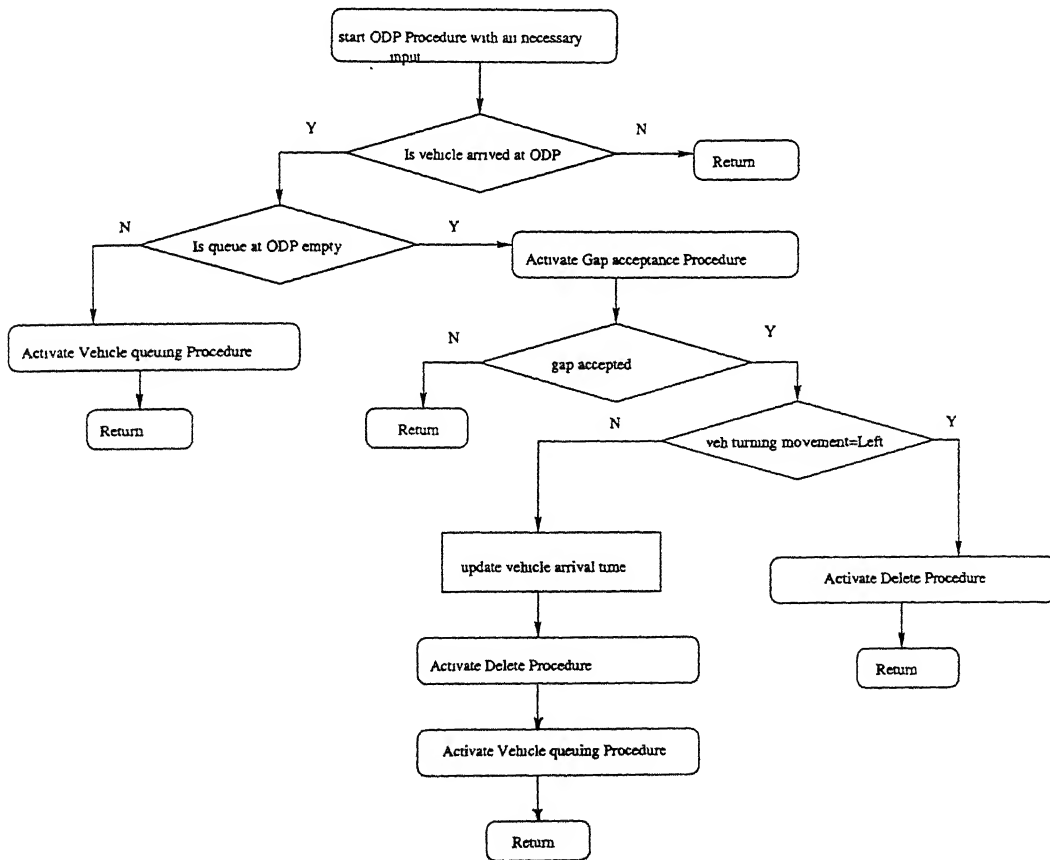 start ODP Procedure with all necessary
input
Y
N
Is vehicle arrived at ODP
Return
N
Y
Is queue at ODP empty
Activate Gap acceptance Procedure
Activate Vehicle queuing Procedure
N
Y
gap accepted
Return
Return
N
Y
veh turning movement=Left
update vehicle arrival time
Activate Delete Procedure
Activate Delete Procedure
Return
Activate Vehicle queuing Procedure
Return